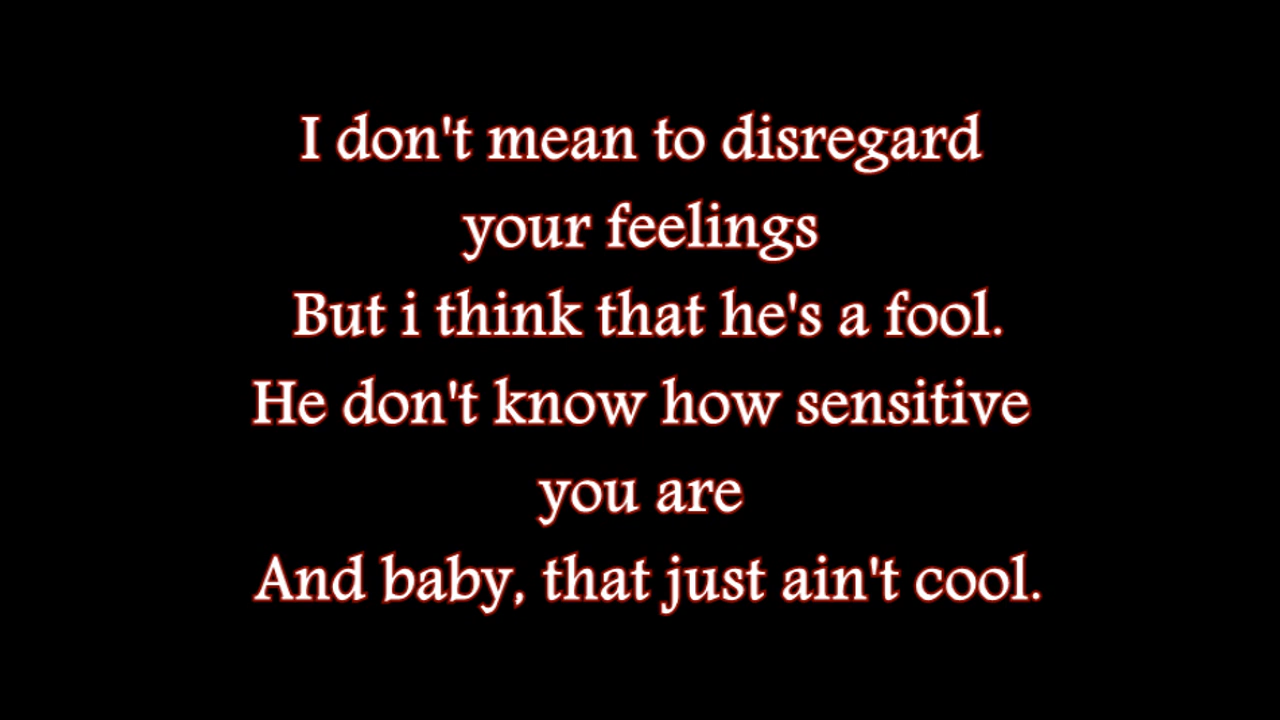 I don't mean to disregard
your feelings
But i think that he's a fool.
He don't know how sensitive
you are
And baby, that just ain't cool.